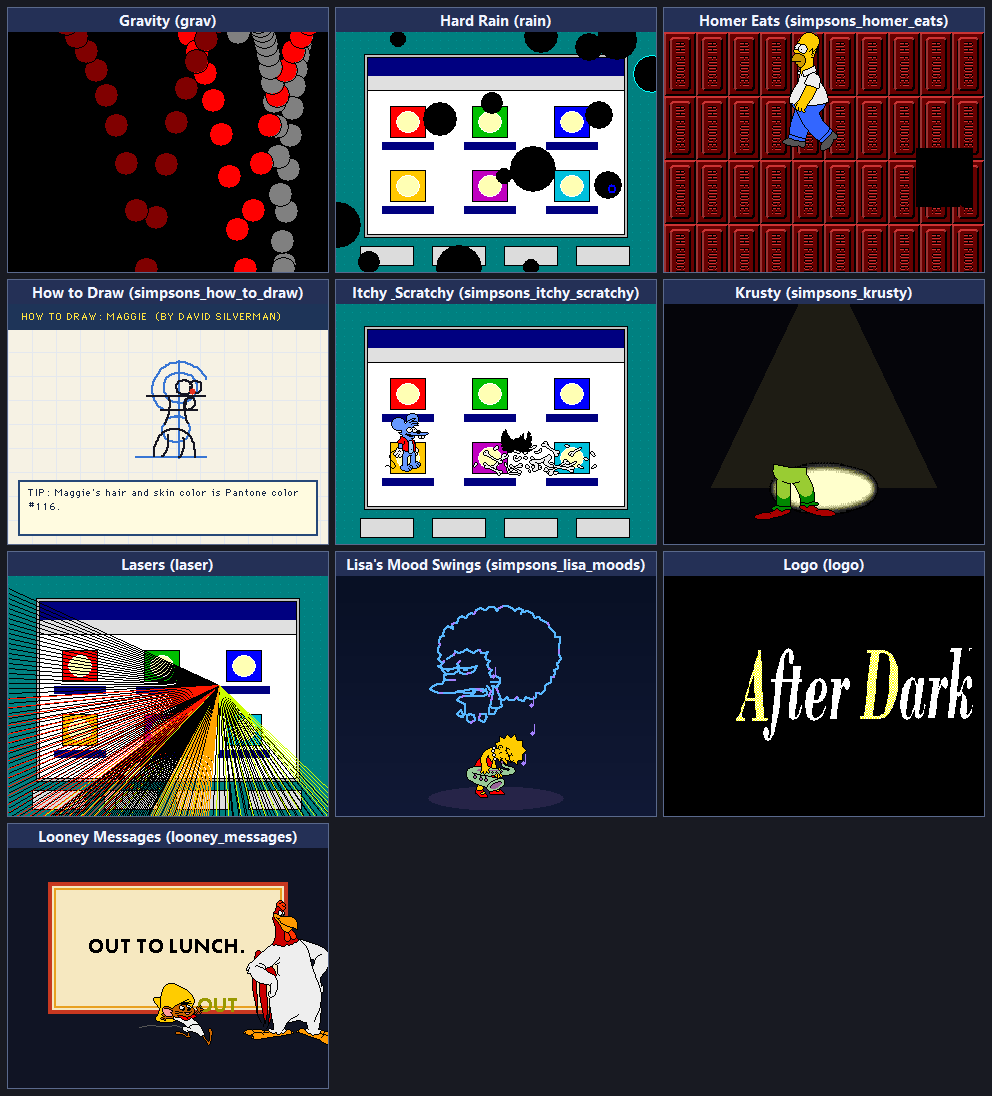 Gravity (grav)
Hard Rain (rain)
Homer Eats (simpsons_homer_eats)
How to Draw (simpsons_how_to_draw)
Itchy_Scratchy (simpsons_itchy_scratchy)
Krusty (simpsons_krusty)
HOW TO DRAW: MAGGIE (BY DAVID SILVERMAN)
TIP: Maggie's hair and skin color is Pantone color
#116.
Lasers (laser)
Lisa's Mood Swings (simpsons_lisa_moods)
Logo (logo)
After Dark
Looney Messages (looney_messages)
OUT TO LUNCH.
OUT